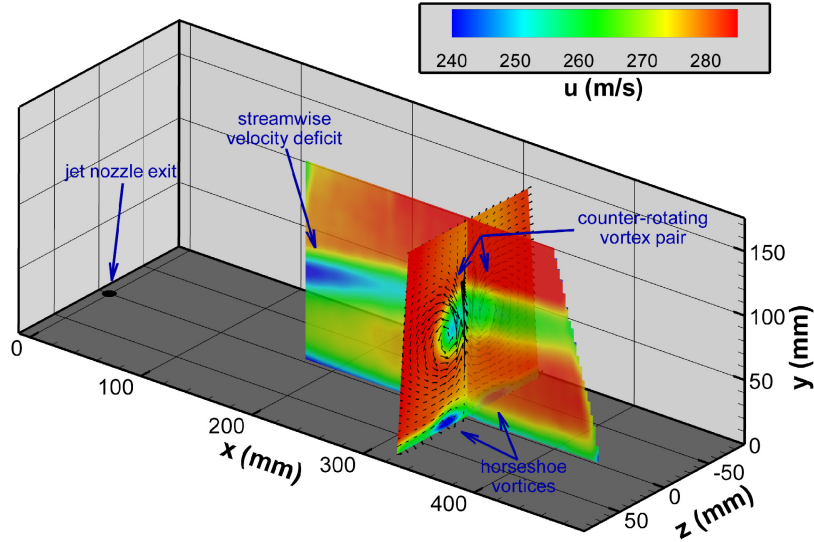 240 250 260 270 280
u (m/s)
streamwise
velocity deficit
jet nozzle exit
counter-rotating
vortex pair
150
100
50
0
y (mm)
0
100
200
300
400
x (mm)
horseshoe
vortices
-50
0
50
z (mm)